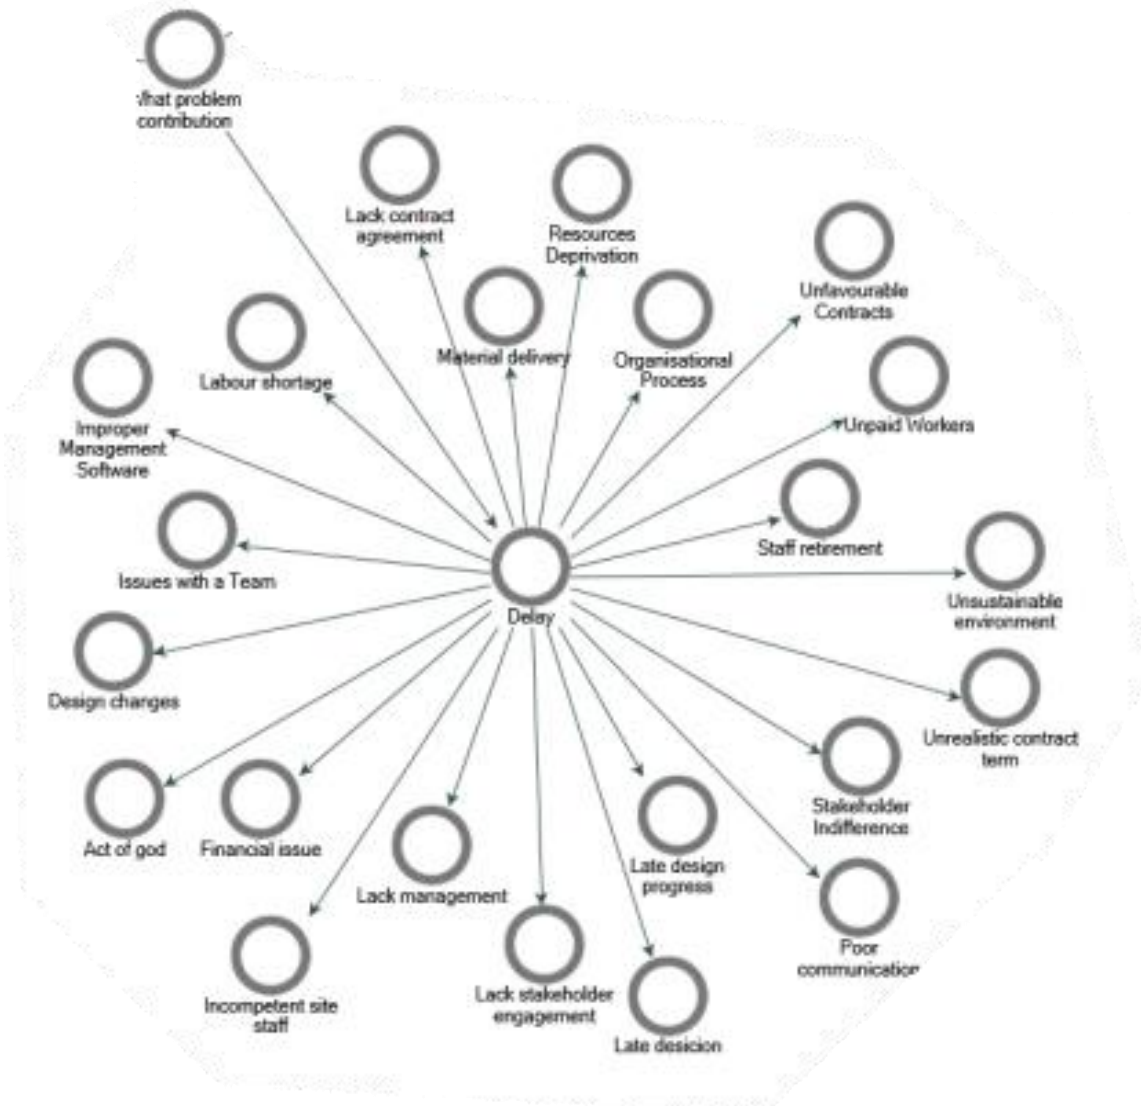 /hat problem
contribution
Lack contract
agreement
Resources
Deprivation
Unfavourable
Contracts
Material delivery
Organisational
Process
Labour shortage
Unpaid Workers
Improper
Management
Software
Staff retirement
Issues with a Team
Unsustainable
environment
Delay
Design changes
Unrealistic contract
term
Stakeholder
Indifference
Act of god
Financial issue
Late design
progress
Lack management
Poor
communication
Lack stakeholder
engagement
Incompetent site
staff
Late desicion